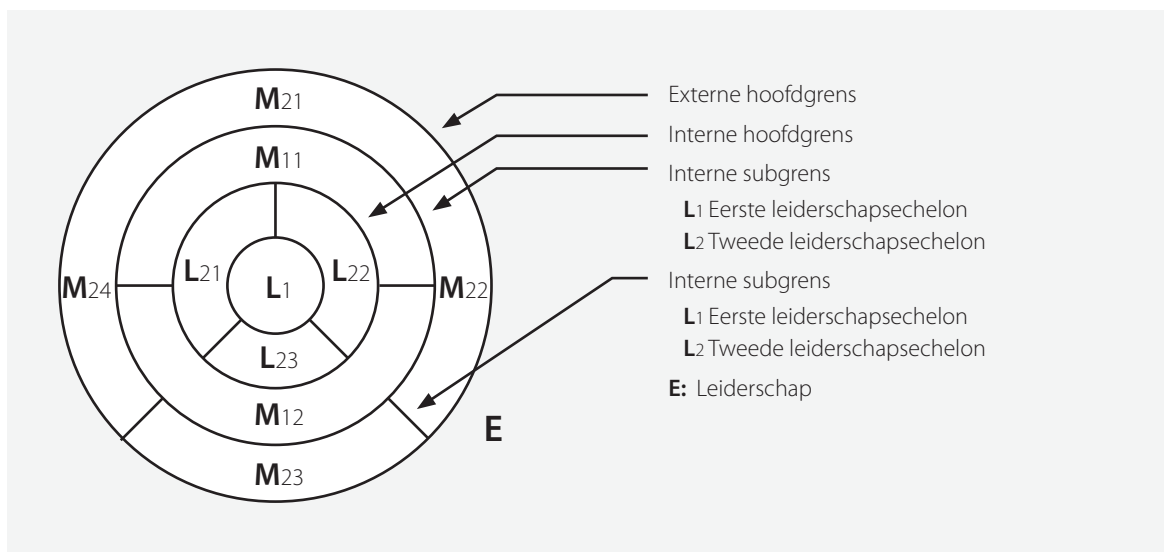 M21
M11
M24
L21
L1
L22
M22
L23
M12
M23
E
Externe hoofdgrens
Interne hoofdgrens
Interne subgrens
L1 Eerste leiderschapsechelon
L2 Tweede leiderschapsechelon
Interne subgrens
L1 Eerste leiderschapsechelon
L2 Tweede leiderschapsechelon
E: Leiderschap